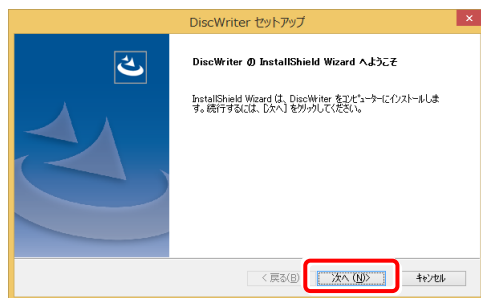 DiscWriter セットアップ
DiscWriter の InstallShield Wizard へようこそ
InstallShield Wizard は、DiscWriter をコンピューターにインストールしま
す。続行するには、[次へ] をクリックしてください。
< 戻る(B)
次へ (N)>
キャンセル